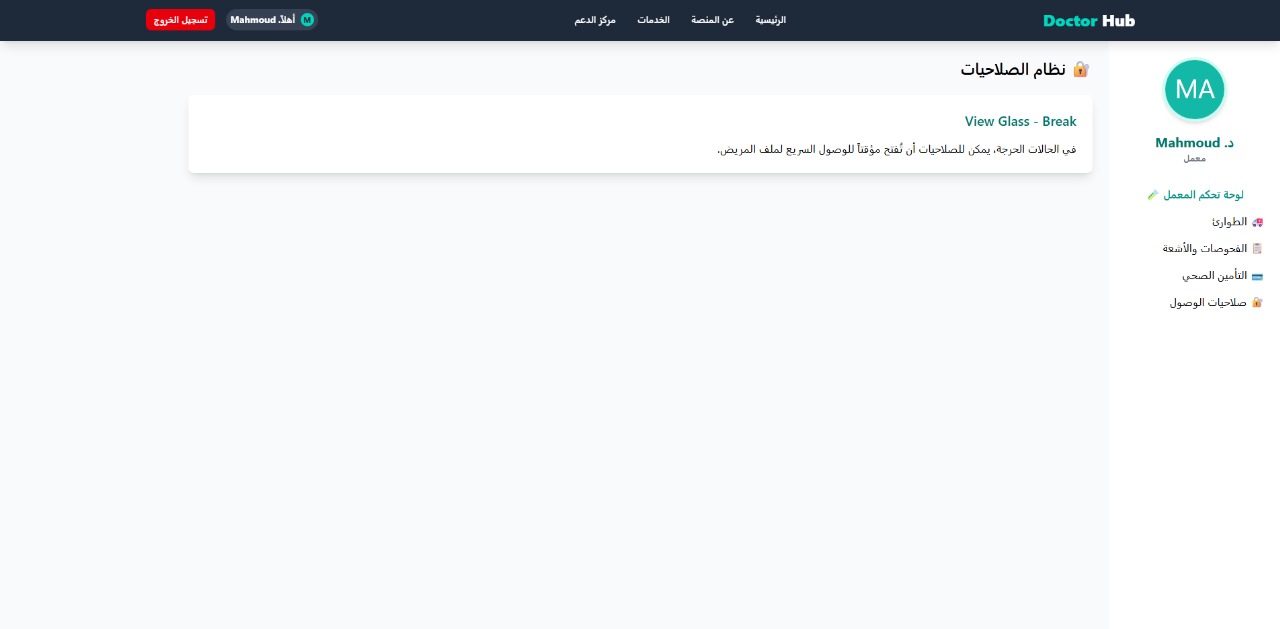 Doctor Hub
الرئيسية
عن المنصة
الخدمات
مركز الدعم
M أهلاً، Mahmoud
تسجيل الخروج
MA
د. Mahmoud
معمل
لوحة تحكم المعمل
الطوارئ
الفحوصات والأشعة
التأمين الصحي
صلاحيات الوصول
نظام الصلاحيات
View Glass - Break
في الحالات الحرجة، يمكن للصلاحيات أن تُفتح مؤقتاً للوصول السريع لملف المريض.